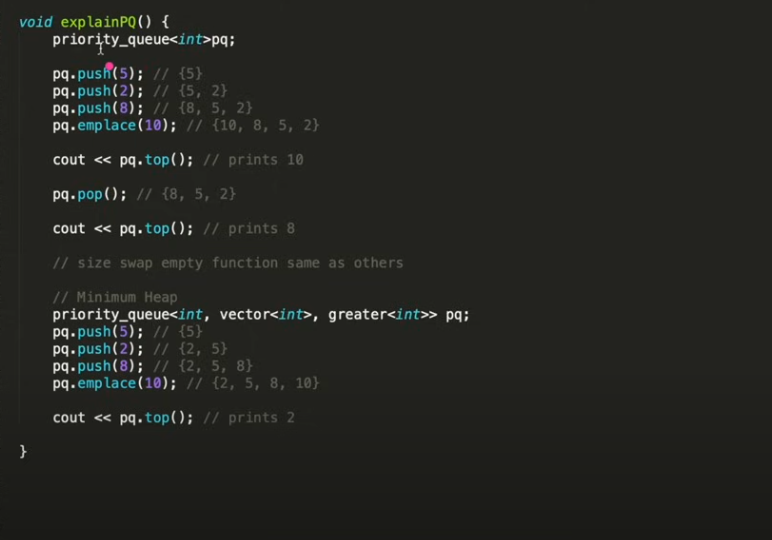 void explainPQ() {
priority_queue<int>pq;
pq.push(5); // {5}
pq.push(2); // {5, 2}
pq.push(8); // {8, 5, 2}
pq.emplace(10); // {10, 8, 5, 2}
cout << pq.top(); // prints 10
pq.pop(); // {8, 5, 2}
cout << pq.top(); // prints 8
// size swap empty function same as others
// Minimum Heap
priority_queue<int, vector<int>, greater<int>> pq;
pq.push(5); // {5}
pq.push(2); // {2, 5}
pq.push(8); // {2, 5, 8}
pq.emplace(10); // {2, 5, 8, 10}
cout << pq.top(); // prints 2
}